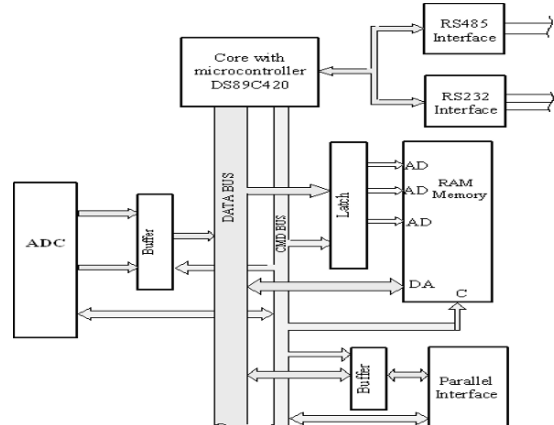 RS485
Interface
Core with
microcontroller
DS89C420
RS232
Interface
DATA BUS
CMD BUS
Latch
AD
RAM
Memory
AD
AD
DA
C
ADC
Buffer
Buffer
Parallel
Interface